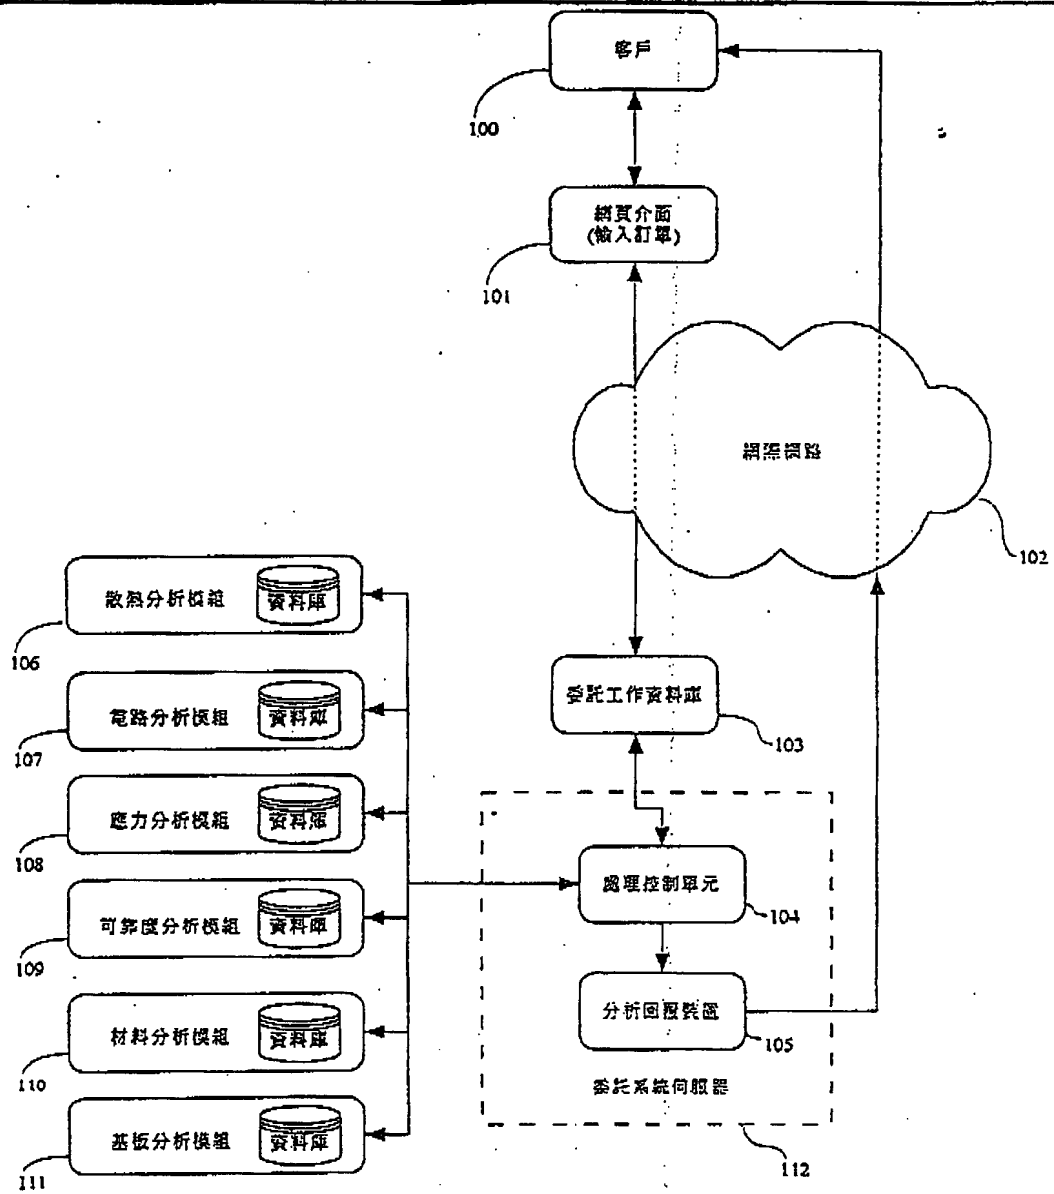 客戶
100
網頁介面
(輸入訂單)
101
網際網路
102
散熱分析模組
資料庫
106
委託工作資料庫
103
電路分析模組
資料庫
107
應力分析模組
資料庫
108
處理控制單元
104
可靠度分析模組
資料庫
109
分析回報裝置
105
材料分析模組
資料庫
110
委託系統伺服器
112
基板分析模組
資料庫
111